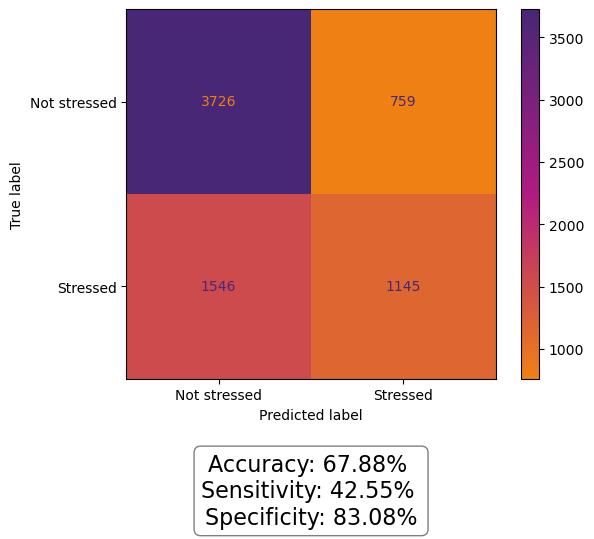 3500
3726 759
Not stressed
3000
2500
True label
2000
1546 1145
Stressed
1500
1000
Not stressed Stressed
Predicted label
Accuracy: 67.88%
Sensitivity: 42.55%
Specificity: 83.08%